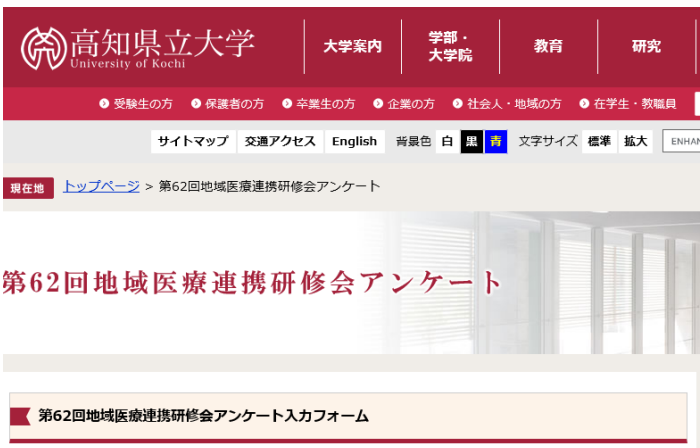 高知県立大学
University of Kochi
大学案内
学部・
大学院
教育
研究
受験生の方 保護者の方 卒業生の方 企業の方 社会人・地域の方 在学生・教職員
サイトマップ 交通アクセス English 背景色 白 黒 青 文字サイズ 標準 拡大 ENHAN
現在地 トップページ > 第62回地域医療連携研修会アンケート
第62回地域医療連携研修会アンケート
第62回地域医療連携研修会アンケート入力フォーム